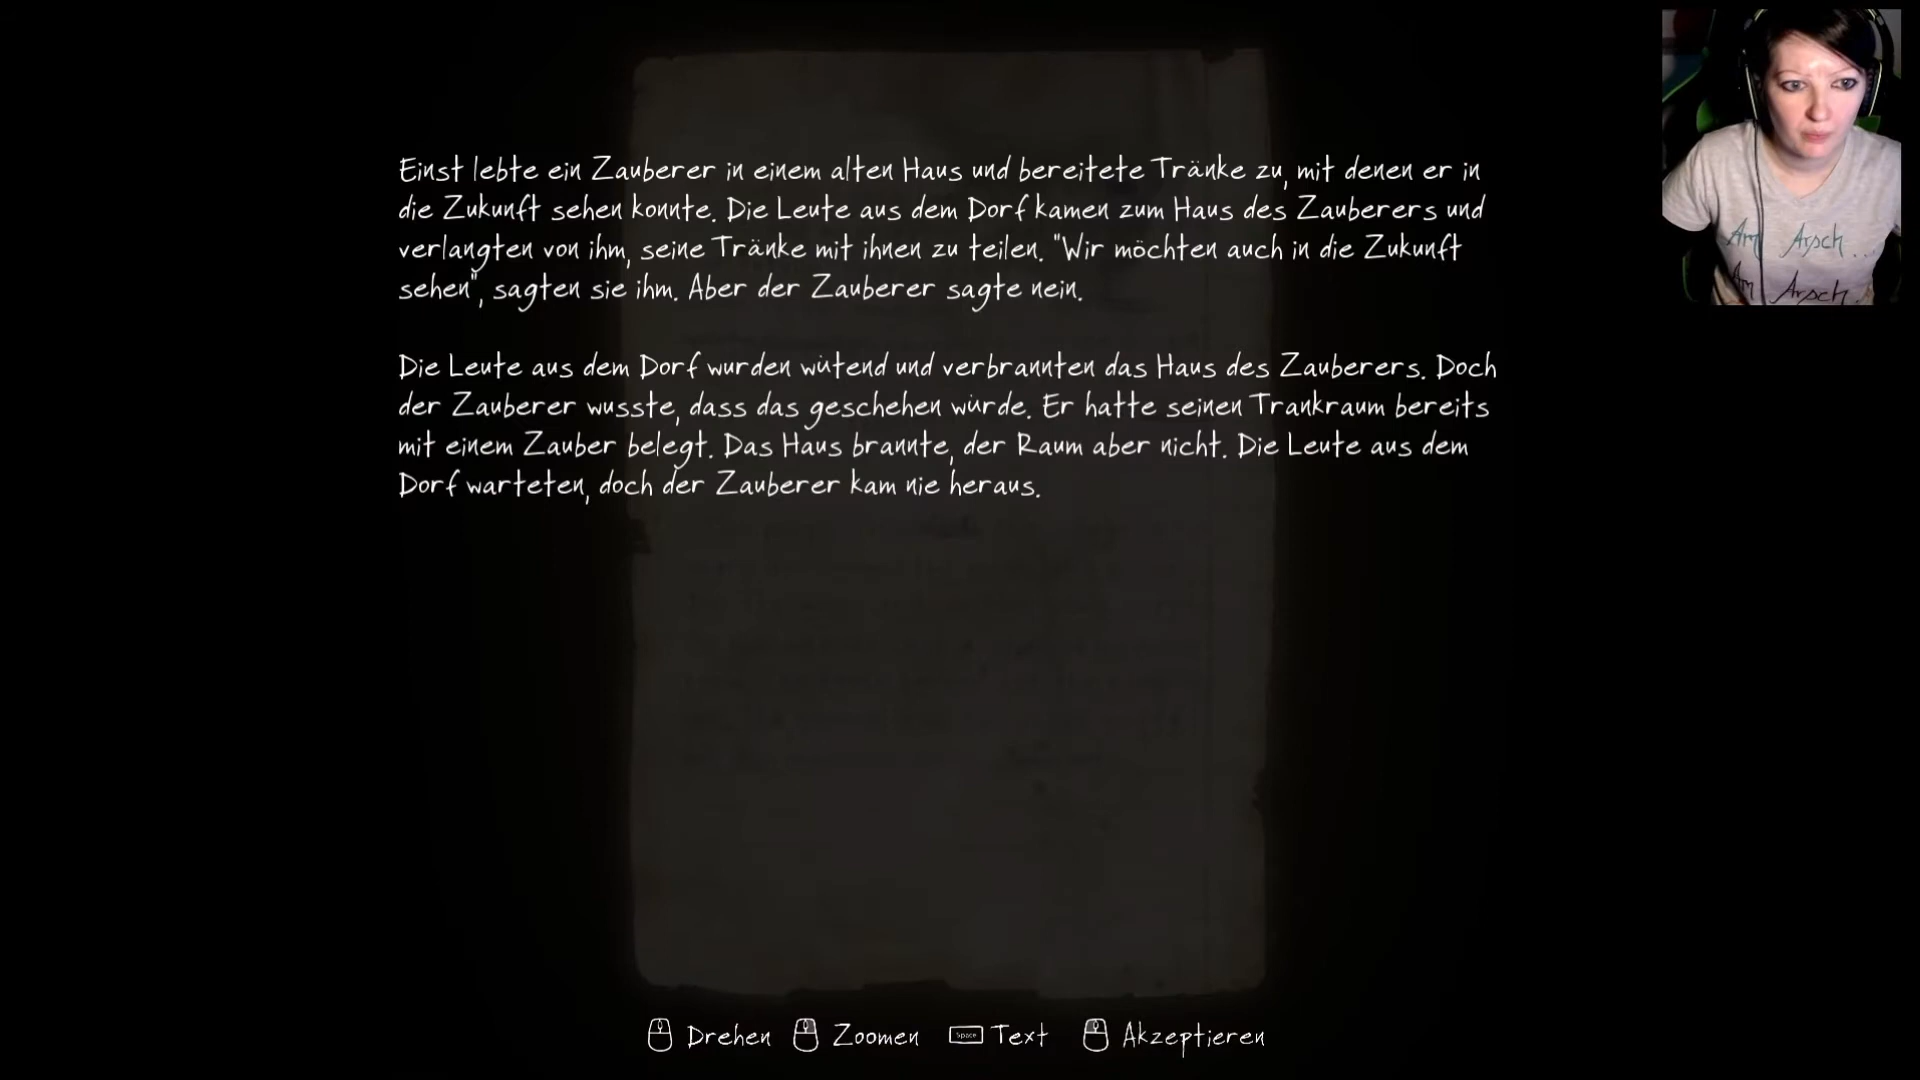 Einst lebte ein Zauberer in einem alten Haus und bereitete Tränke zu, mit denen er in
die Zukunft sehen konnte. Die Leute aus dem Dorf kamen zum Haus des Zauberers und
verlangten von ihm, seine Tränke mit ihnen zu teilen. "Wir möchten auch in die Zukunft
sehen", sagten sie ihm. Aber der Zauberer sagte nein.
Die Leute aus dem Dorf wurden wütend und verbrannten das Haus des Zauberers. Doch
der Zauberer wusste, dass das geschehen würde. Er hatte seinen Trankraum bereits
mit einem Zauber belegt. Das Haus brannte, der Raum aber nicht. Die Leute aus dem
Dorf warteten, doch der Zauberer kam nie heraus.
Am Arsch...
Am Arsch.
Drehen Zoomen Space Text Akzeptieren